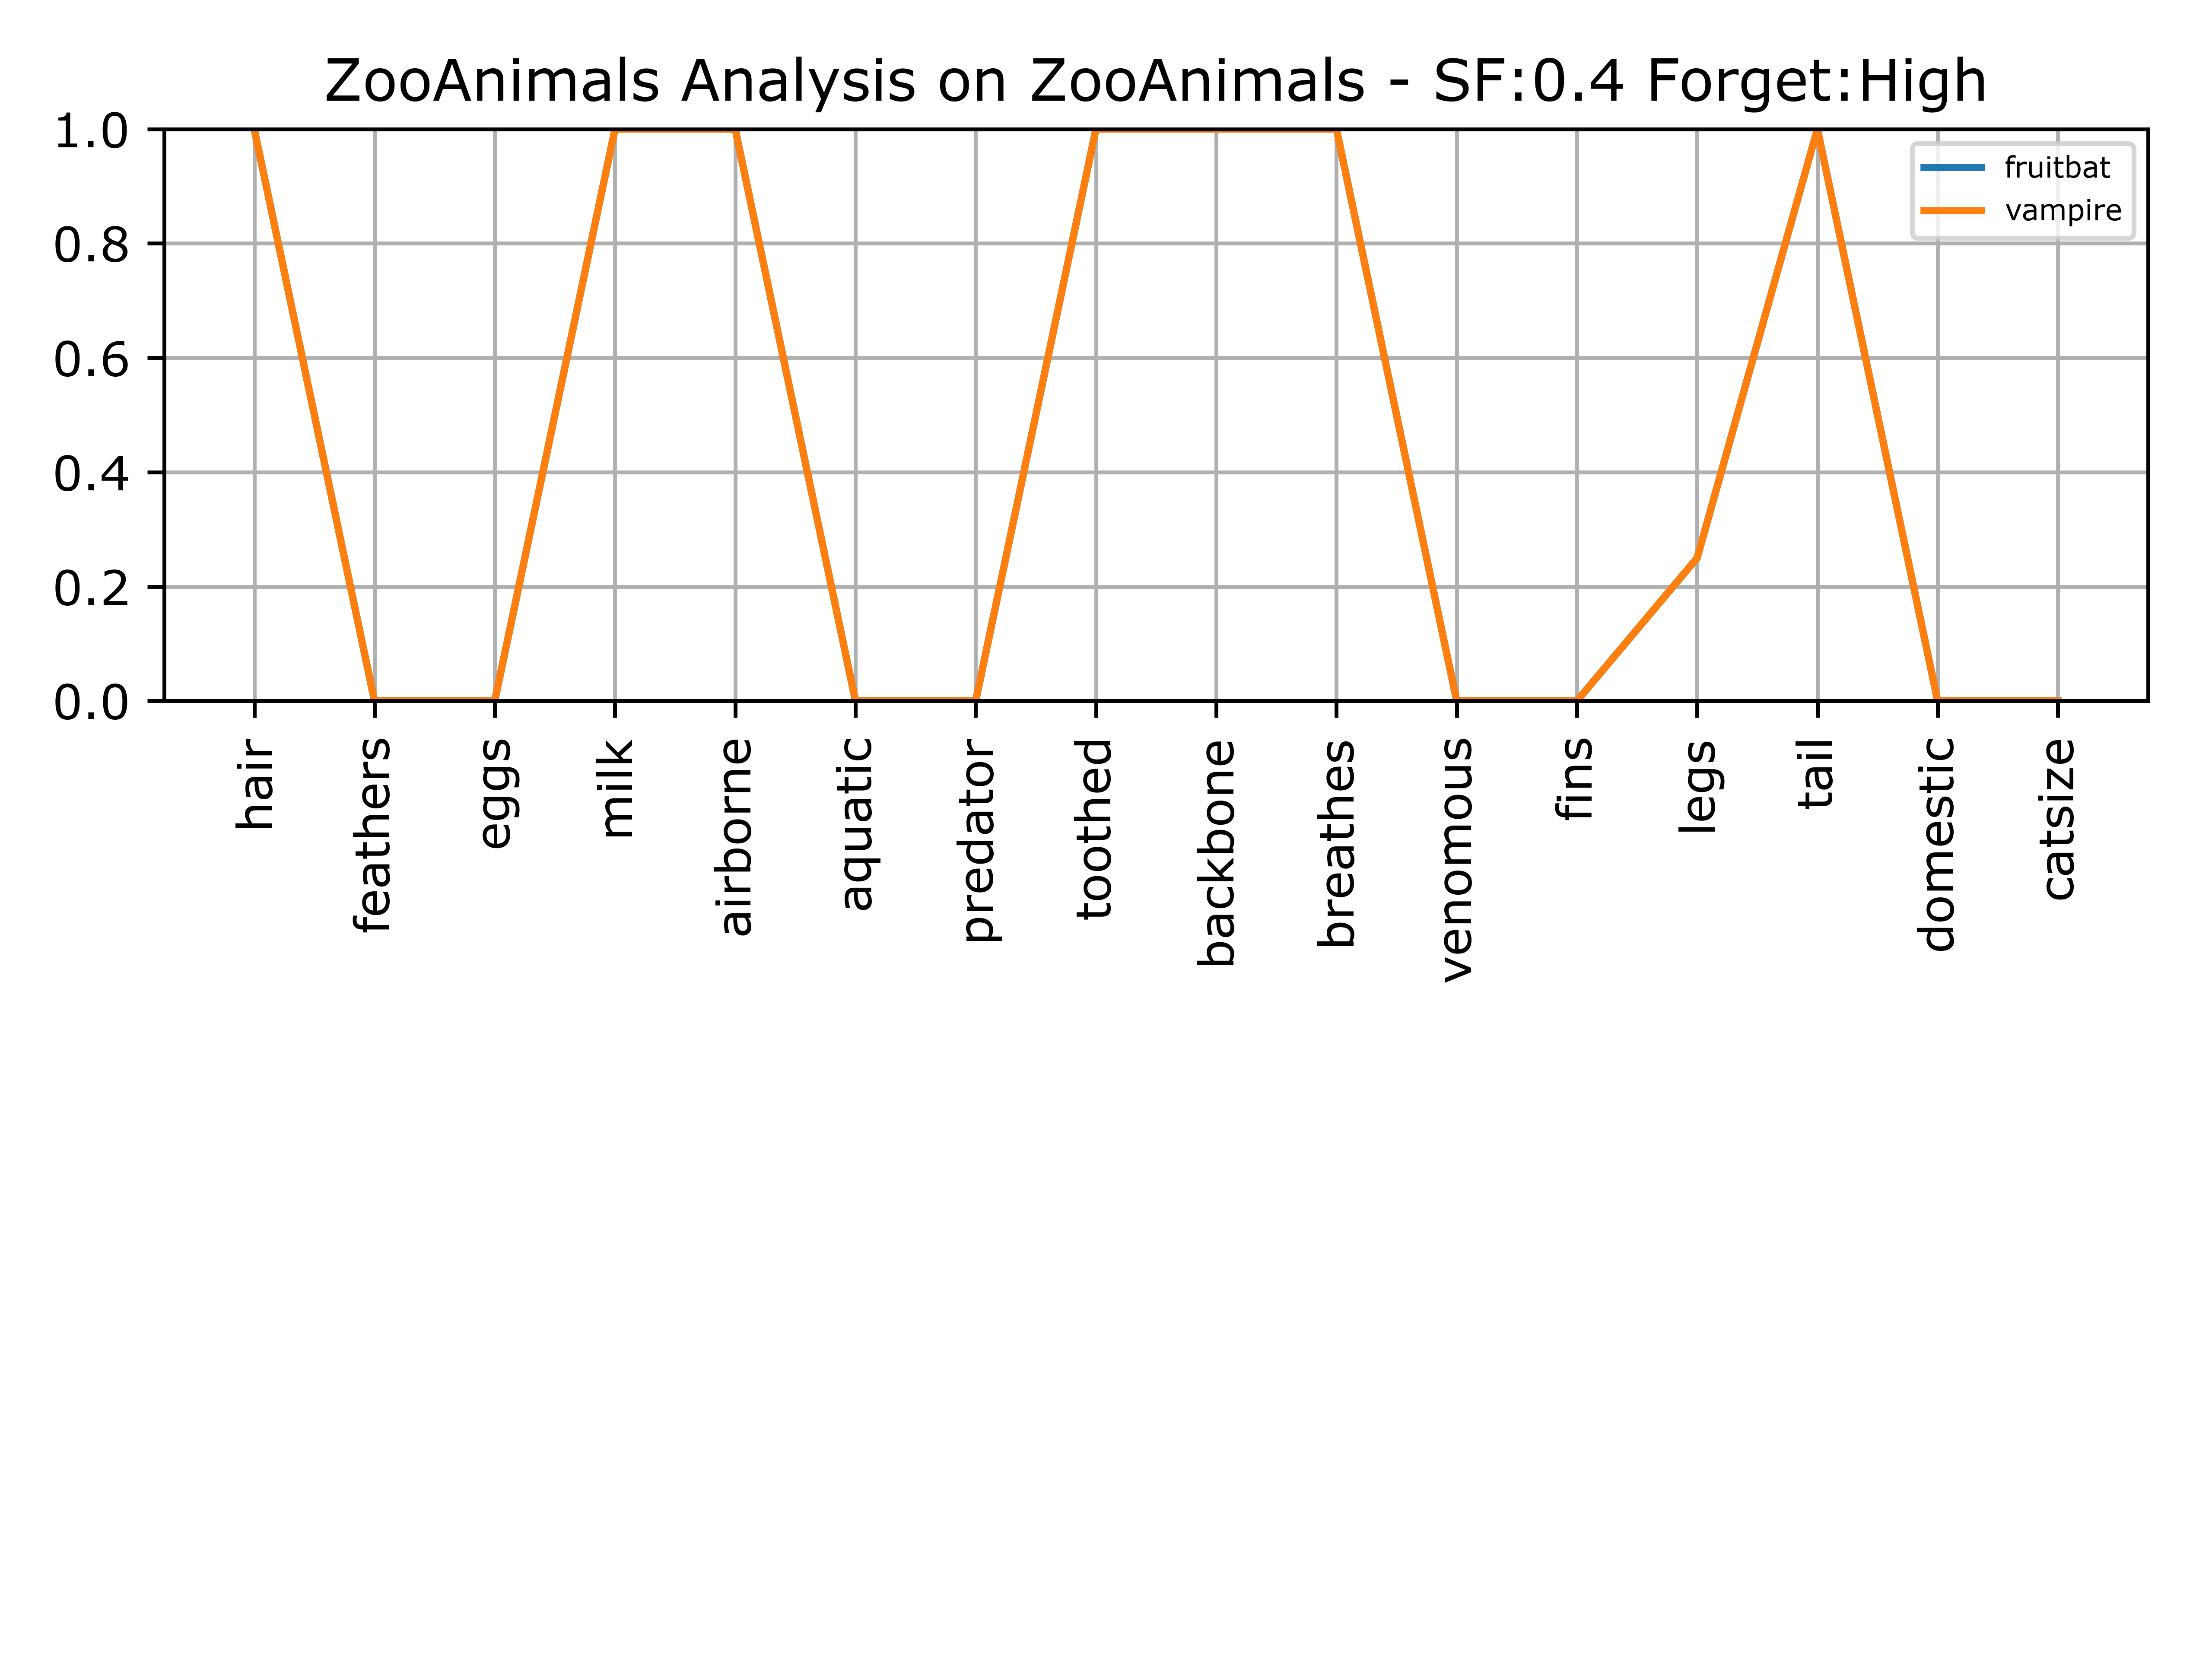 ZooAnimals Analysis on ZooAnimals - SF:0.4 Forget:High
1.0
0.8
0.6
0.4
0.2
0.0
fruitbat
vampire
hair
feathers
eggs
milk
airborne
aquatic
predator
toothed
backbone
breathes
venomous
fins
legs
tail
domestic
catsize